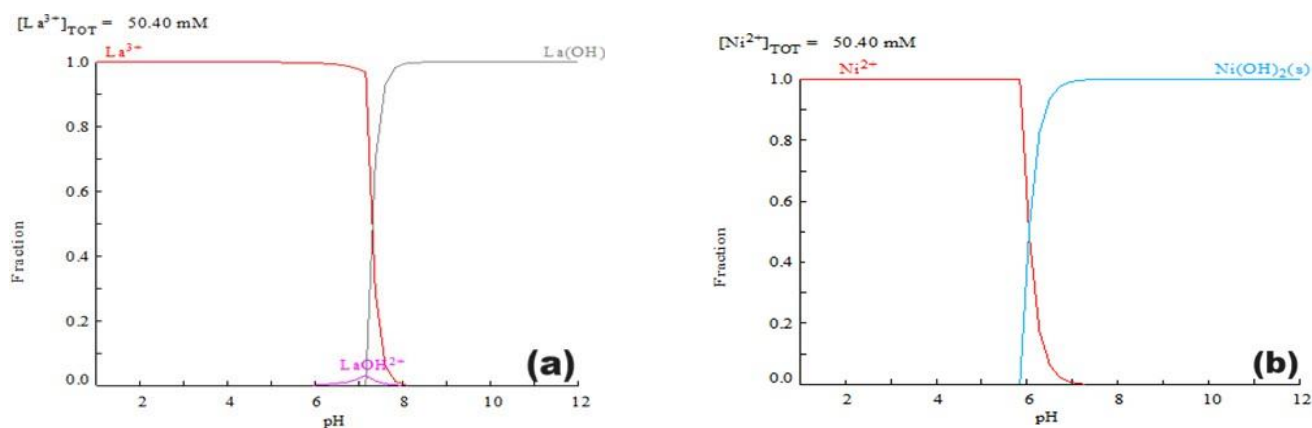 [La³⁺]TOT = 50.40 mM
La³⁺
La(OH)
1.0
0.8
0.6
0.4
0.2
0.0
Fraction
LaOH²⁺
(a)
2 4 6 8 10 12
pH
[Ni²⁺]TOT = 50.40 mM
1.0
Ni²⁺
Ni(OH)₂(s)
0.8
0.6
0.4
0.2
0.0
Fraction
(b)
2 4 6 8 10 12
pH